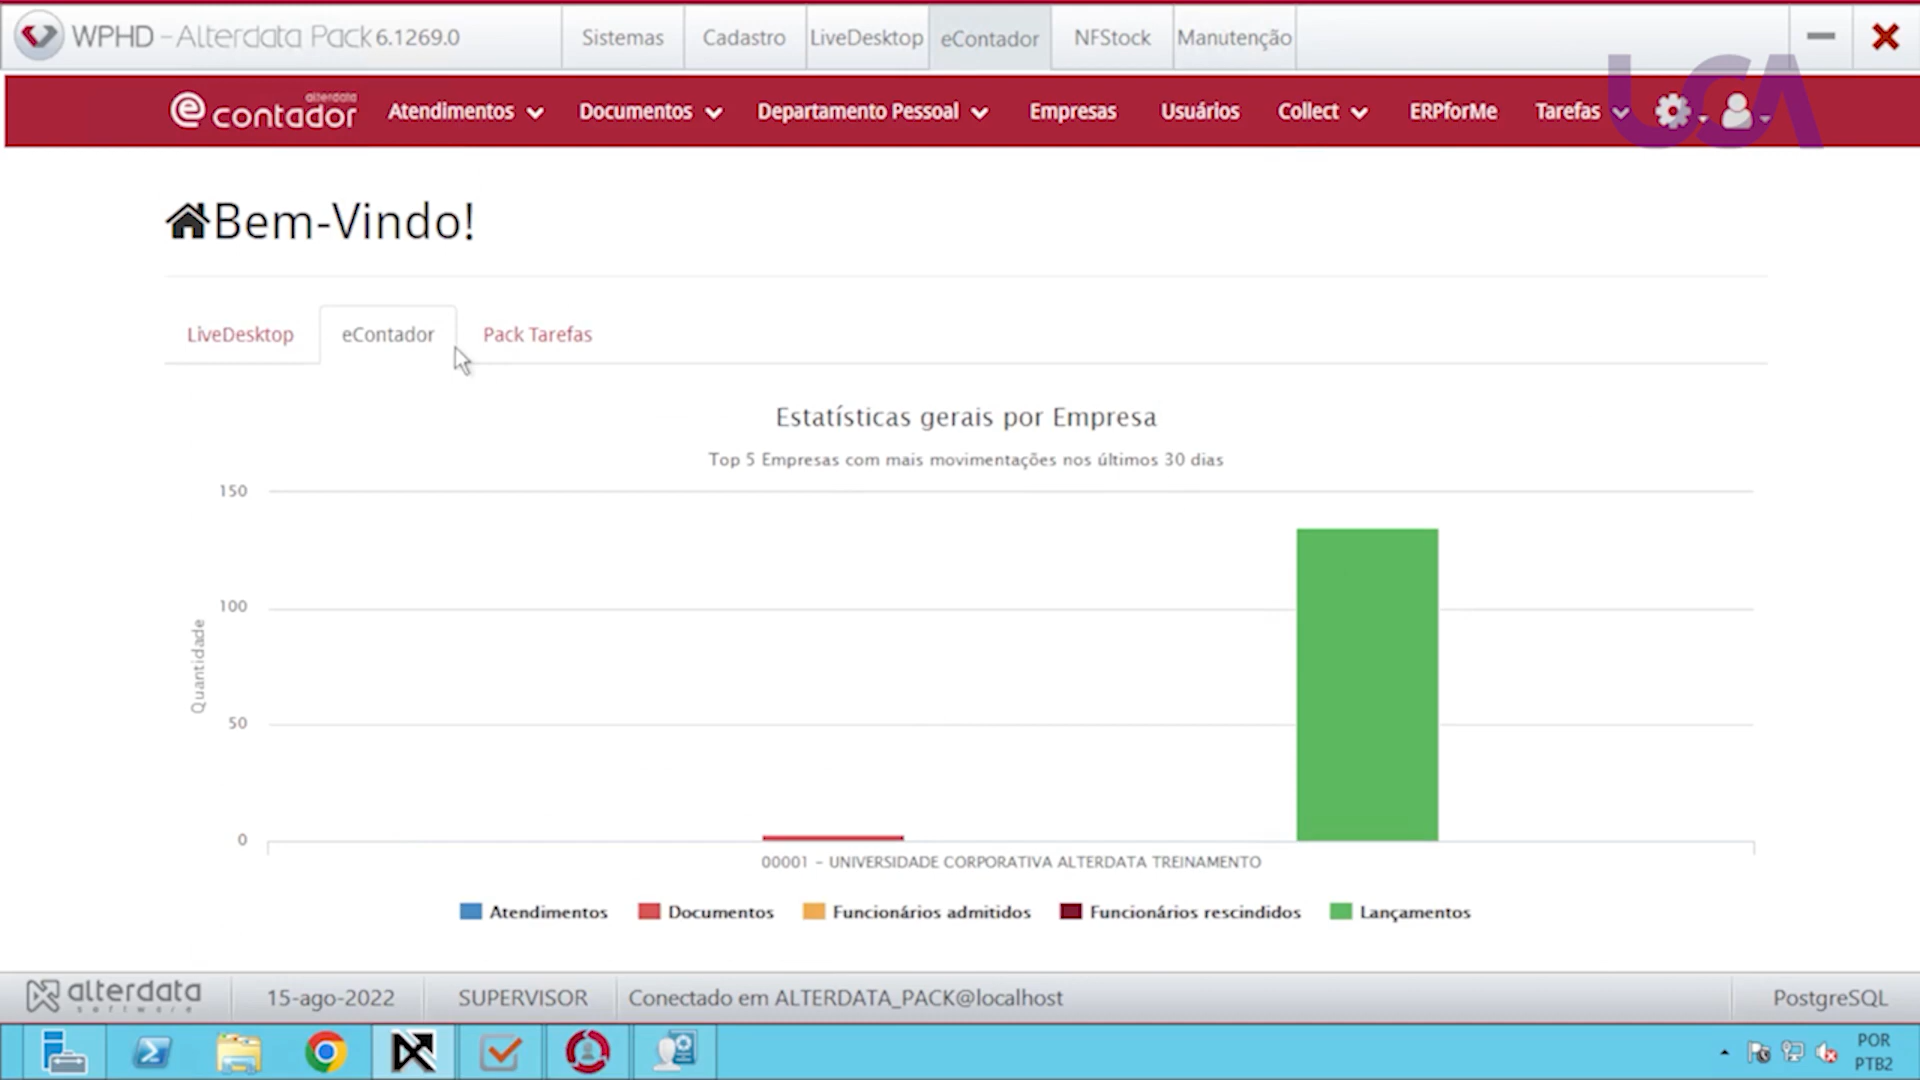 WPHD - Alterdata Pack 6.1269.0
Sistemas
Cadastro
LiveDesktop
eContador
NFStock
Manutenção
UCA
e contador alterdata
Atendimentos
Documentos
Departamento Pessoal
Empresas
Usuários
Collect
ERPforMe
Tarefas
Bem-Vindo!
LiveDesktop
eContador
Pack Tarefas
Estatísticas gerais por Empresa
Top 5 Empresas com mais movimentações nos últimos 30 dias
Quantidade
150
100
50
0
00001 - UNIVERSIDADE CORPORATIVA ALTERDATA TREINAMENTO
Atendimentos
Documentos
Funcionários admitidos
Funcionários rescindidos
Lançamentos
alterdata
software
15-ago-2022
SUPERVISOR
Conectado em ALTERDATA_PACK@localhost
PostgreSQL
POR
PTB2